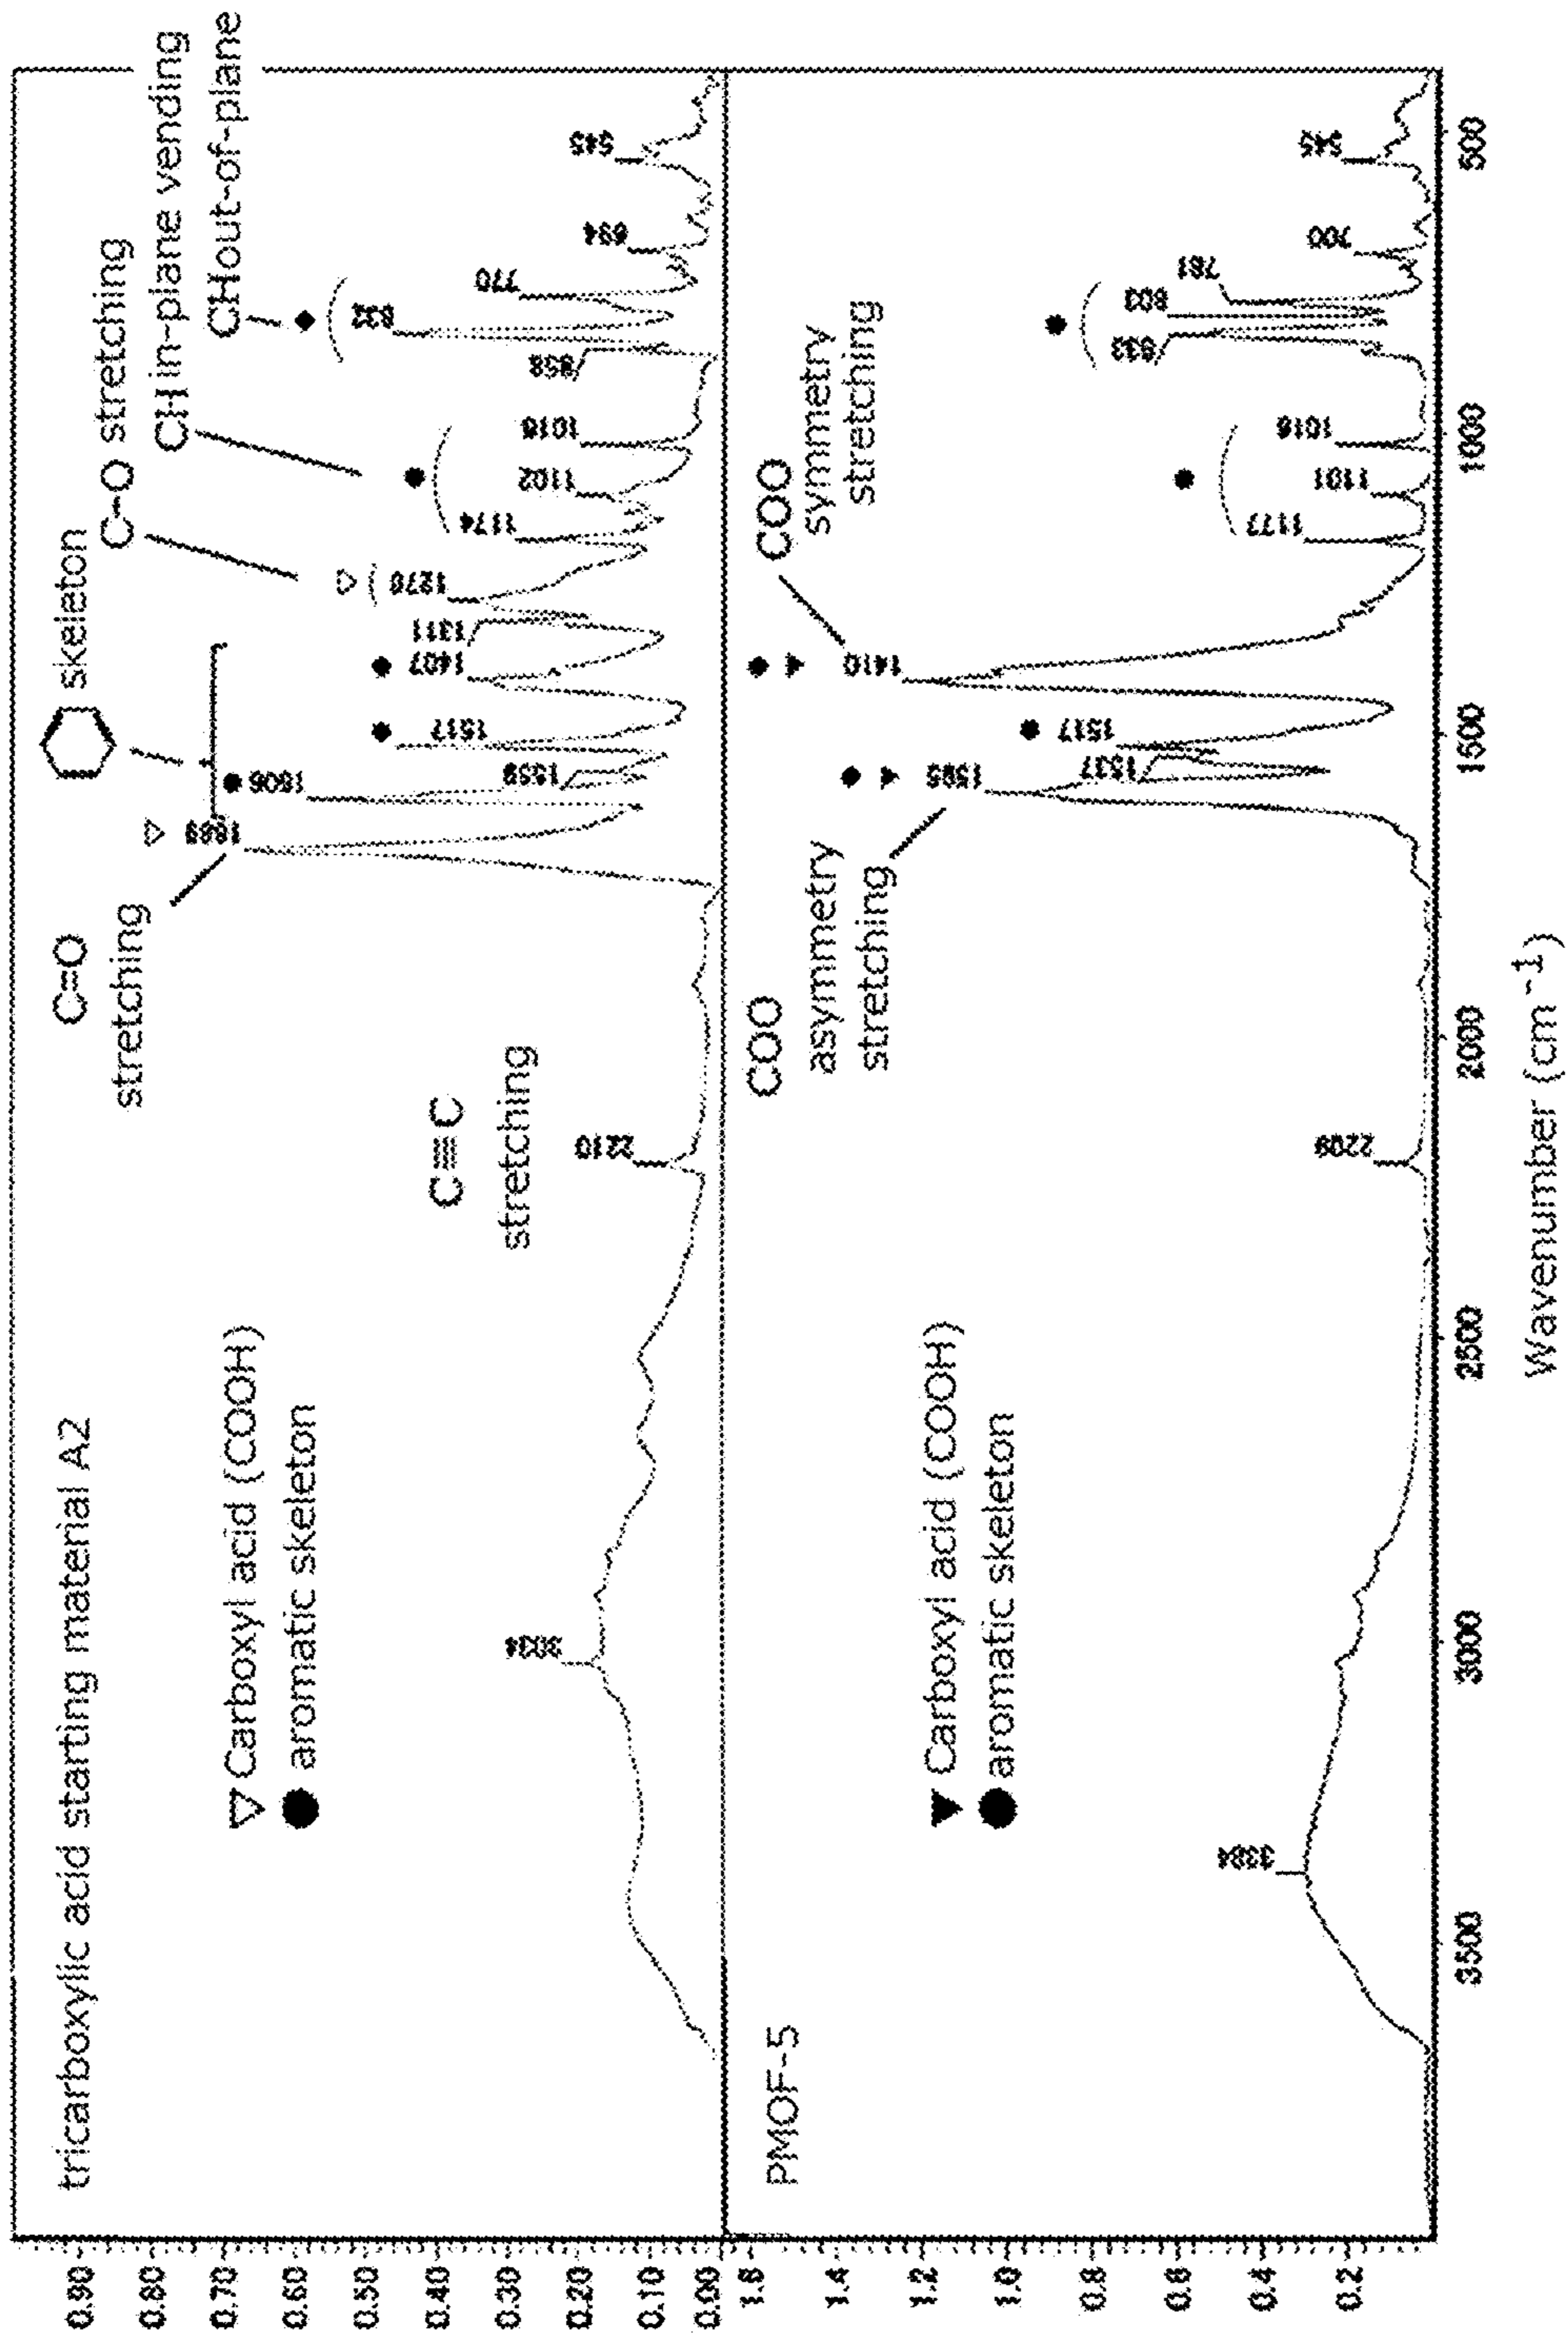 tricarboxylic acid starting material A2
▽ Carboxyl acid (COOH)
● aromatic skeleton
C≡C
stretching
C=O
stretching
skeleton
C-O stretching
CH in-plane vending
CHout-of-plane
3034
2210
1606
1559
1517
1407
1311
1270
1174
1102
1018
858
832
770
694
545
0.90
0.80
0.70
0.60
0.50
0.40
0.30
0.20
0.10
0.00
PMOF-5
▼ Carboxyl acid (COOH)
● aromatic skeleton
COO
asymmetry
stretching
COO
symmetry
stretching
3384
2209
1595
1537
1517
1410
1177
1101
1018
833
803
781
700
545
1.6
1.4
1.2
1.0
0.8
0.6
0.4
0.2
3500
3000
2500
2000
1500
1000
500
Wavenumber (cm⁻¹)